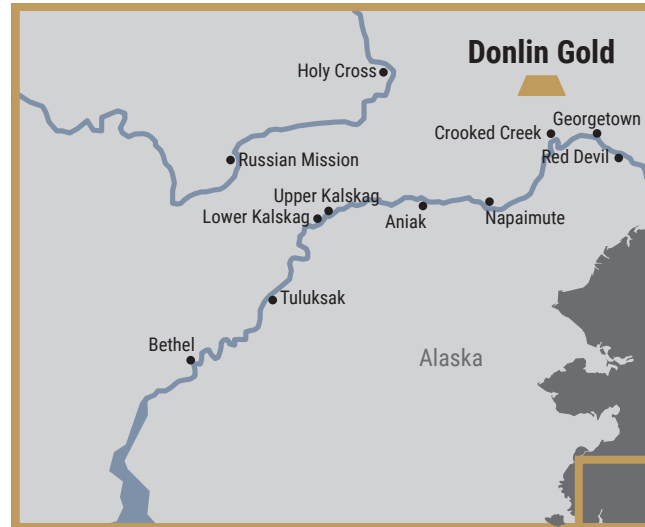 Donlin Gold
Holy Cross
Georgetown
Crooked Creek
Red Devil
Russian Mission
Upper Kalskag
Lower Kalskag
Aniak
Napaimute
Tuluksak
Bethel
Alaska